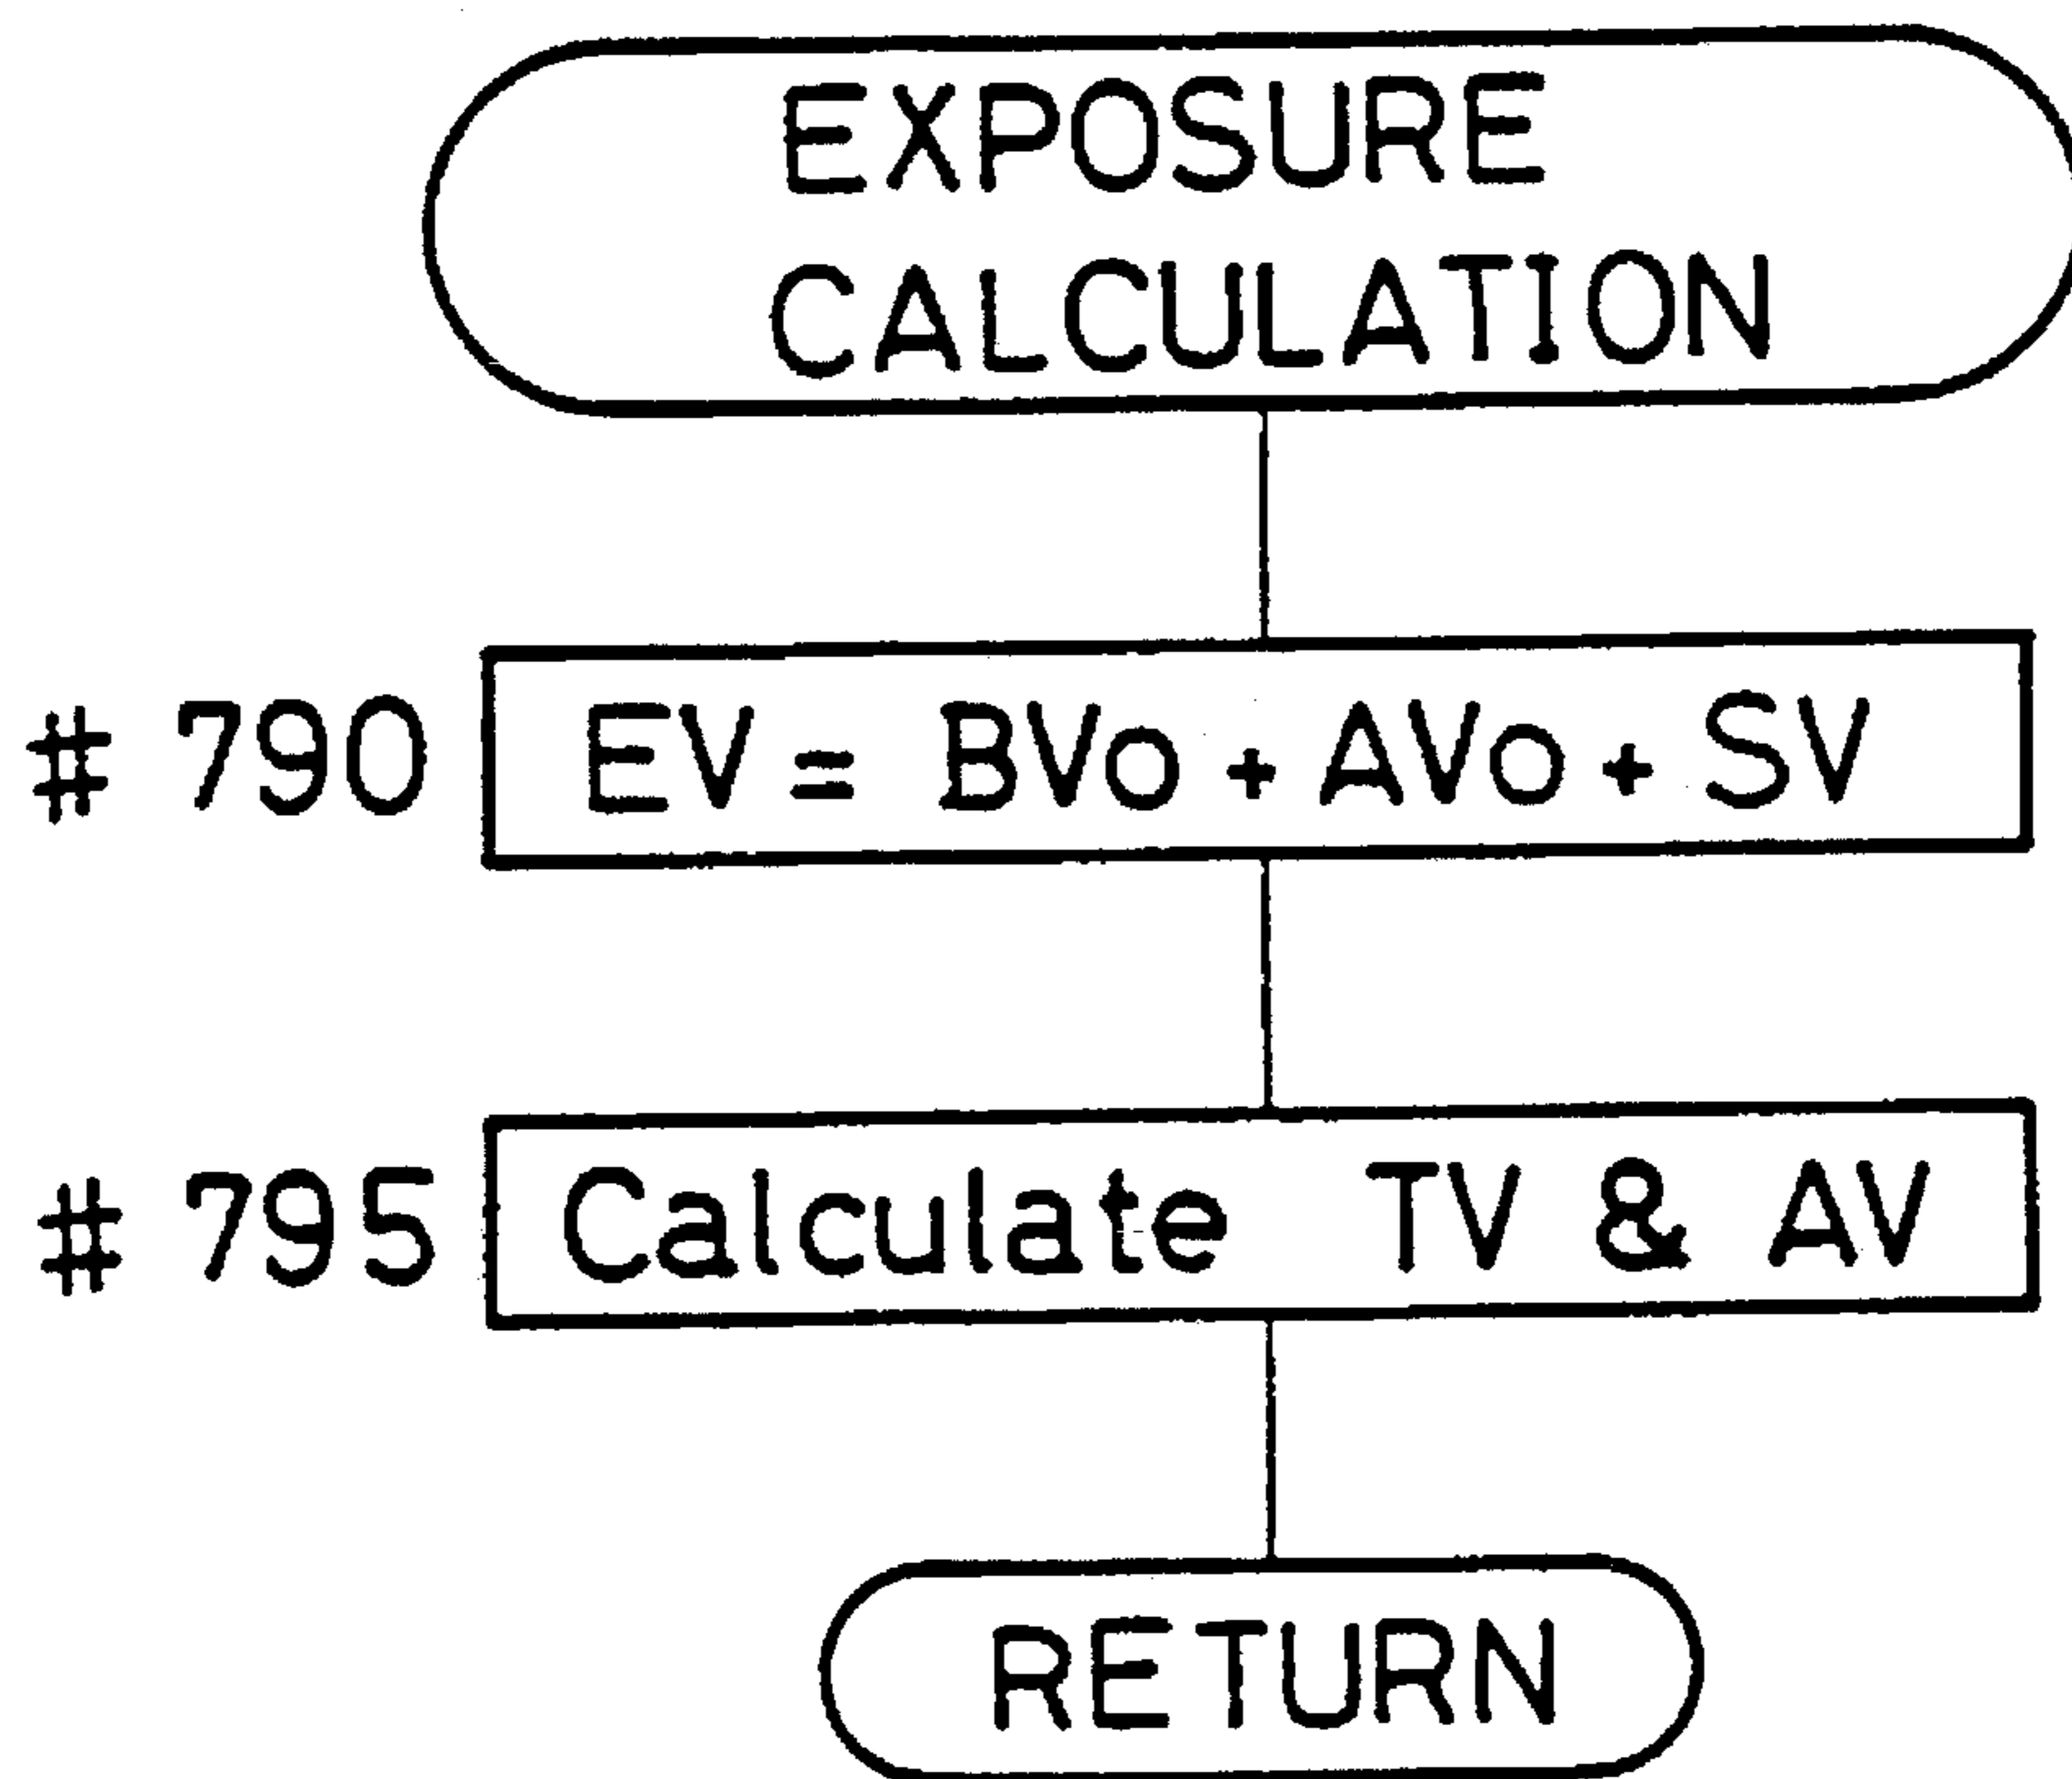 EXPOSURE
CALCULATION
# 790 EV = BVo + AVo + SV
# 795 Calculate TV & AV
RETURN